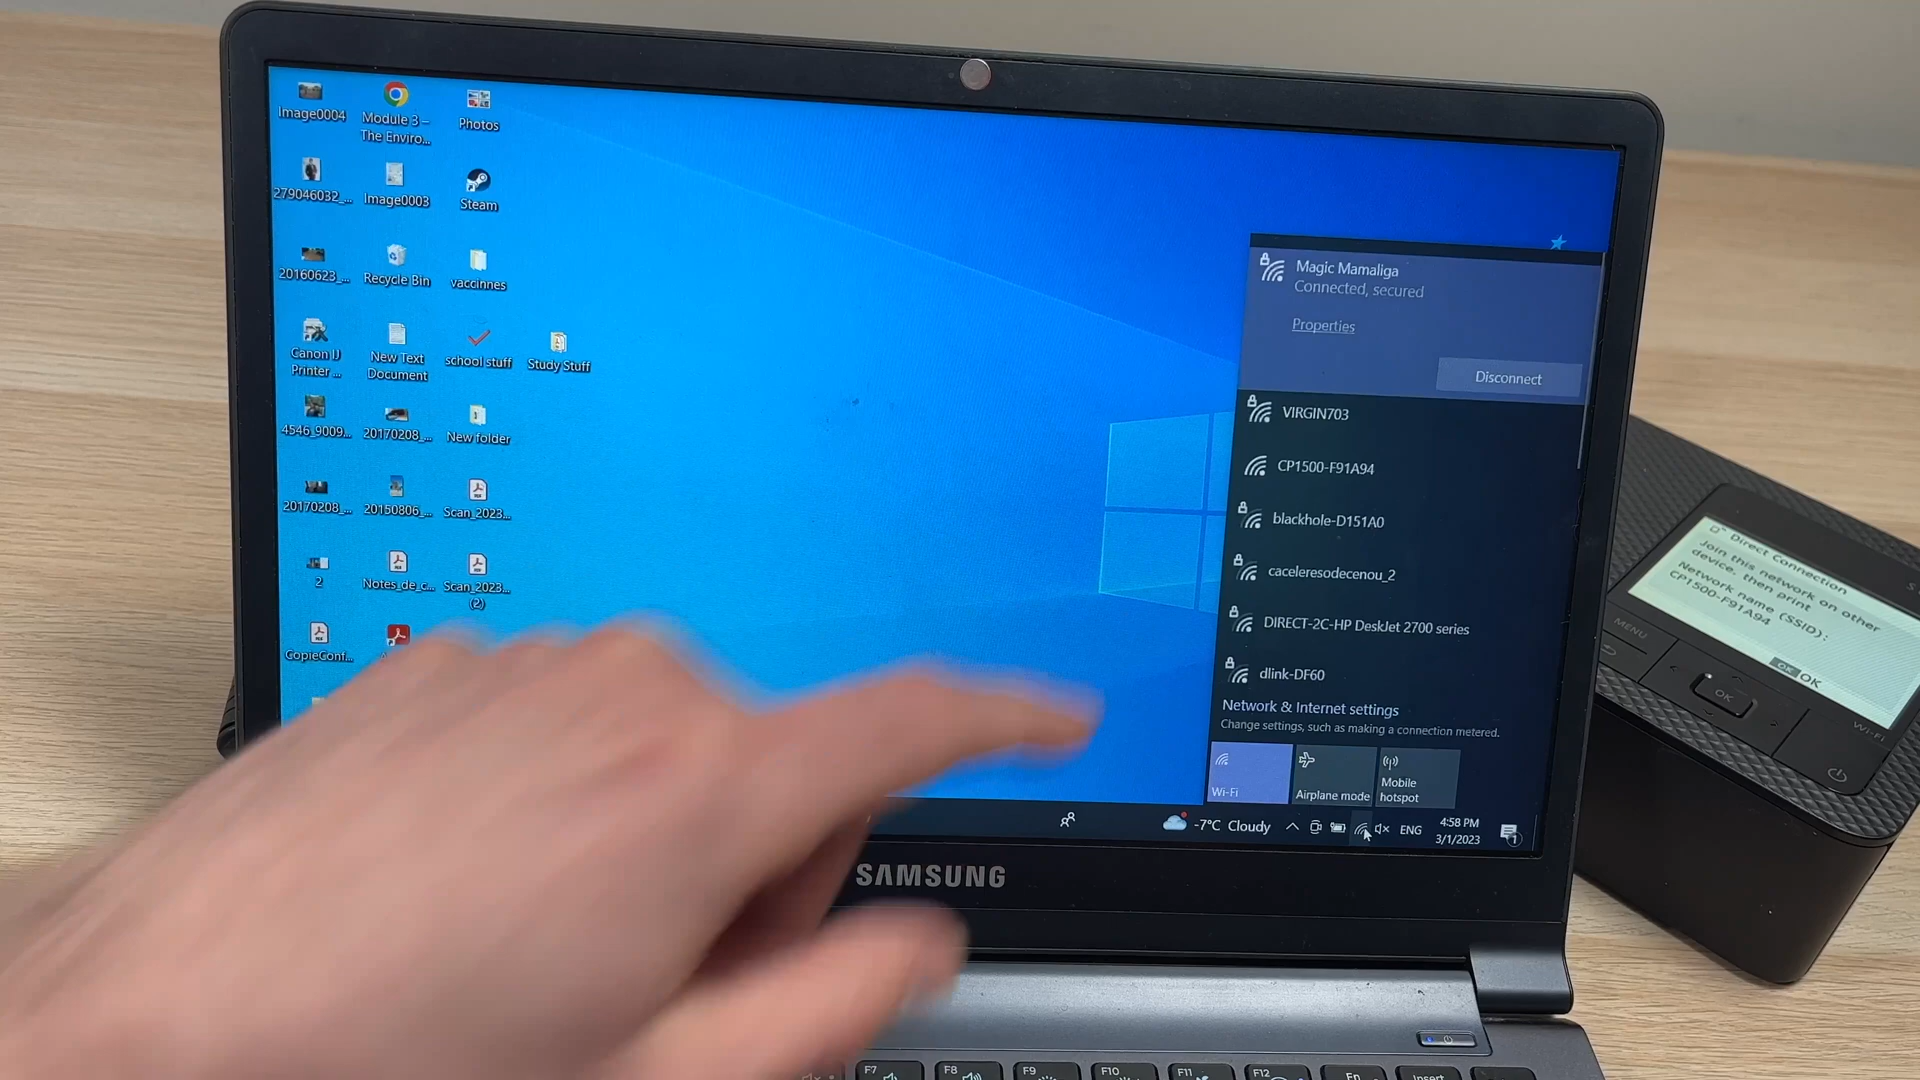 Image0004
Module 3 –
The Enviro...
Photos
279046032_...
Image0003
Steam
20160623_...
Recycle Bin
vaccinnes
Canon IJ
Printer ...
New Text
Document
school stuff
Study Stuff
4546_9009...
20170208_...
New folder
20170208_...
20150806_...
Scan_2023...
2
Notes_de_c...
Scan_2023...
(2)
CopieConf...
Magic Mamaliga
Connected, secured
Properties
Disconnect
VIRGIN703
CP1500-F91A94
blackhole-D151A0
caceleresodecenou_2
DIRECT-2C-HP DeskJet 2700 series
dlink-DF60
Network & Internet settings
Change settings, such as making a connection metered.
Wi-Fi
Airplane mode
Mobile
hotspot
-7°C Cloudy
ENG
4:58 PM
3/1/2023
1
SAMSUNG
F7
F8
F9
F10
F11
F12
Fn
Insert
Direct Connection
Join this network on other
device, then print
Network name (SSID):
CP1500-F91A94
OK OK
MENU
OK
Wi-Fi